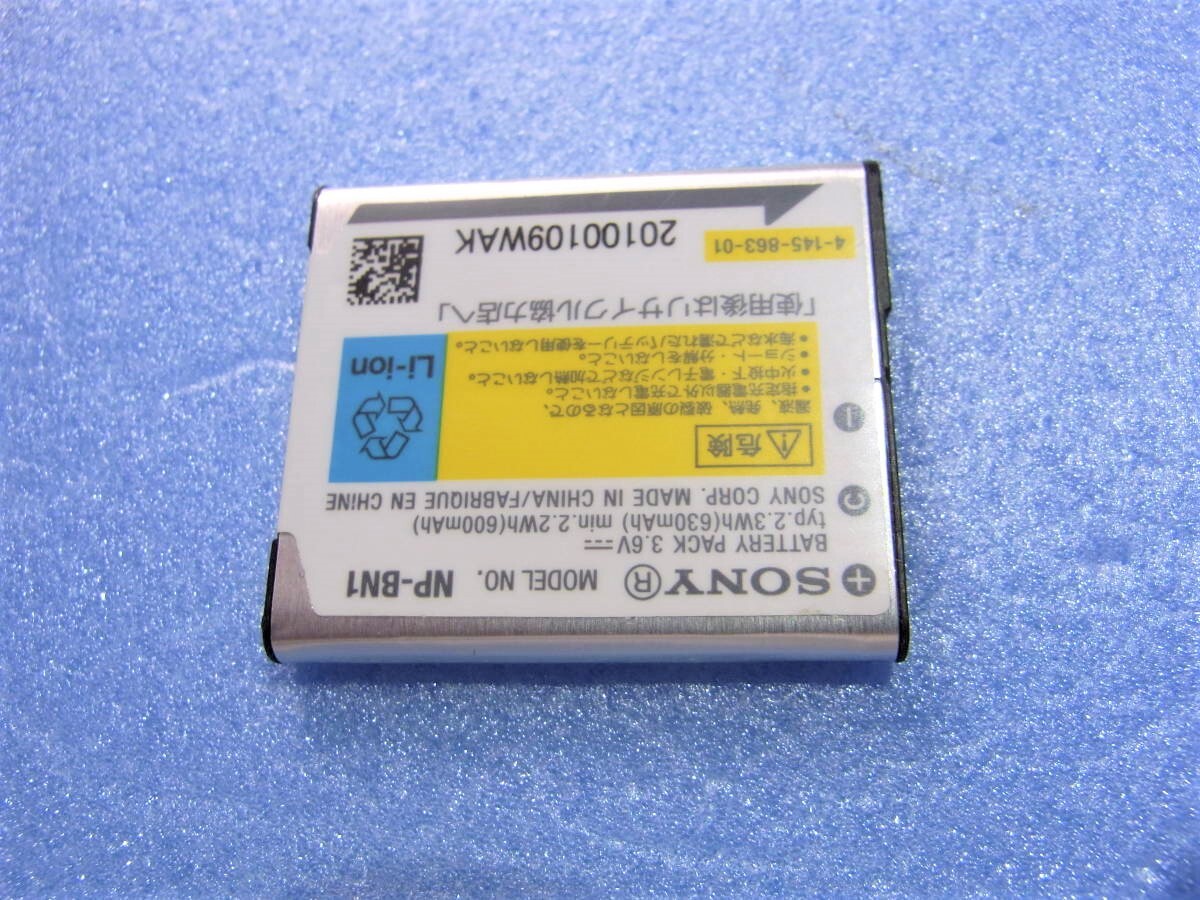 SONY® MODEL NO. NP-BN1
BATTERY PACK 3.6V
typ.2.3Wh(630mAh) min.2.2Wh(600mAh)
SONY CORP. MADE IN CHINA/FABRIQUE EN CHINE
危険
漏液、発熱、破裂の原因となるので、
●指定充電器以外で充電しないこと。
●火中投下・電子レンジなどで加熱しないこと。
●ショート・分解をしないこと。
●海水などで濡れたバッテリーを使用しないこと。
Li-ion
「使用後はリサイクル協力店へ」
4-145-863-01
20100109WAK